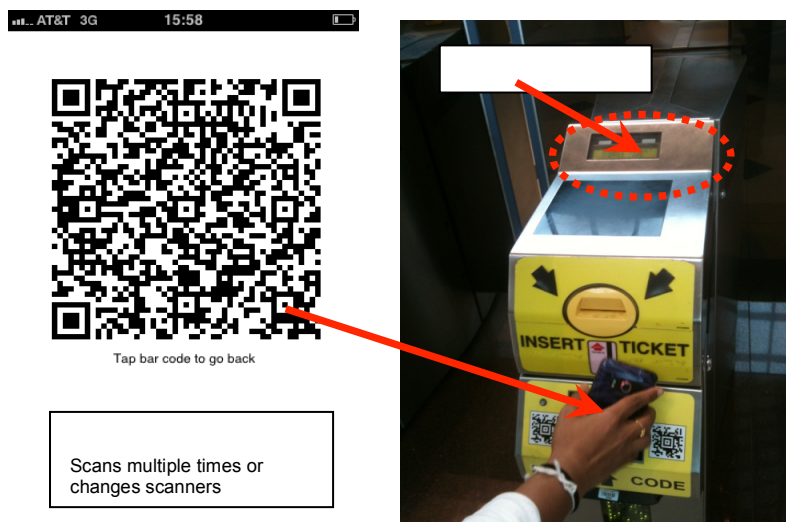 AT&T 3G 15:58
Tap bar code to go back
Scans multiple times or
changes scanners
INSERT TICKET
CODE